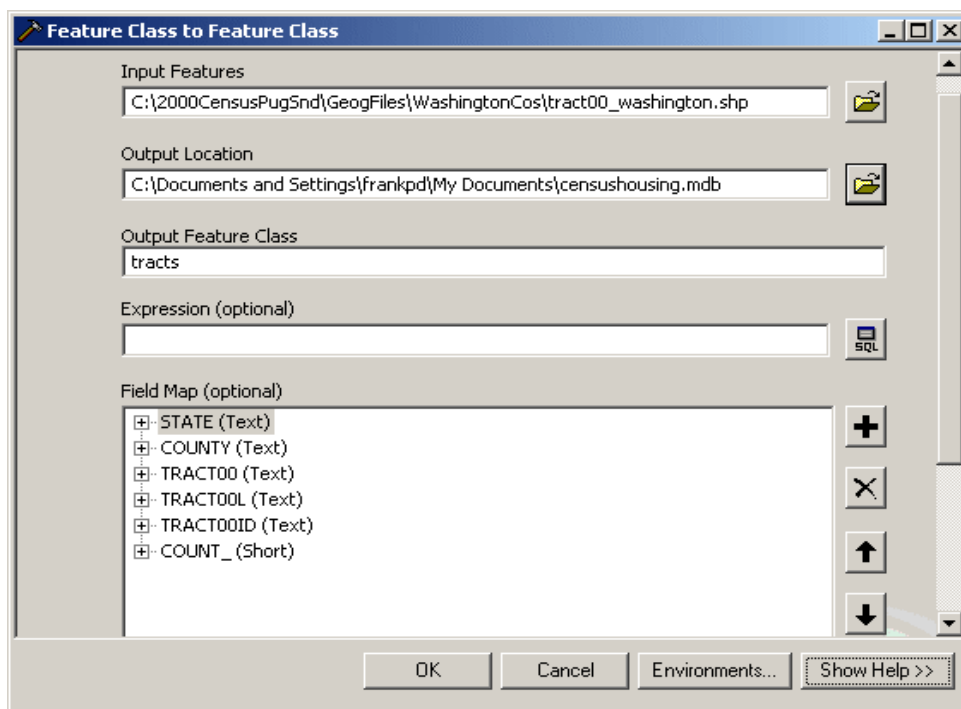 Feature Class to Feature Class
Input Features
C:\2000CensusPugSnd\GeogFiles\WashingtonCos\tract00_washington.shp
Output Location
C:\Documents and Settings\frankpd\My Documents\censushousing.mdb
Output Feature Class
tracts
Expression (optional)
SQL
Field Map (optional)
STATE (Text)
COUNTY (Text)
TRACT00 (Text)
TRACT00L (Text)
TRACT00ID (Text)
COUNT_ (Short)
OK Cancel Environments... Show Help >>